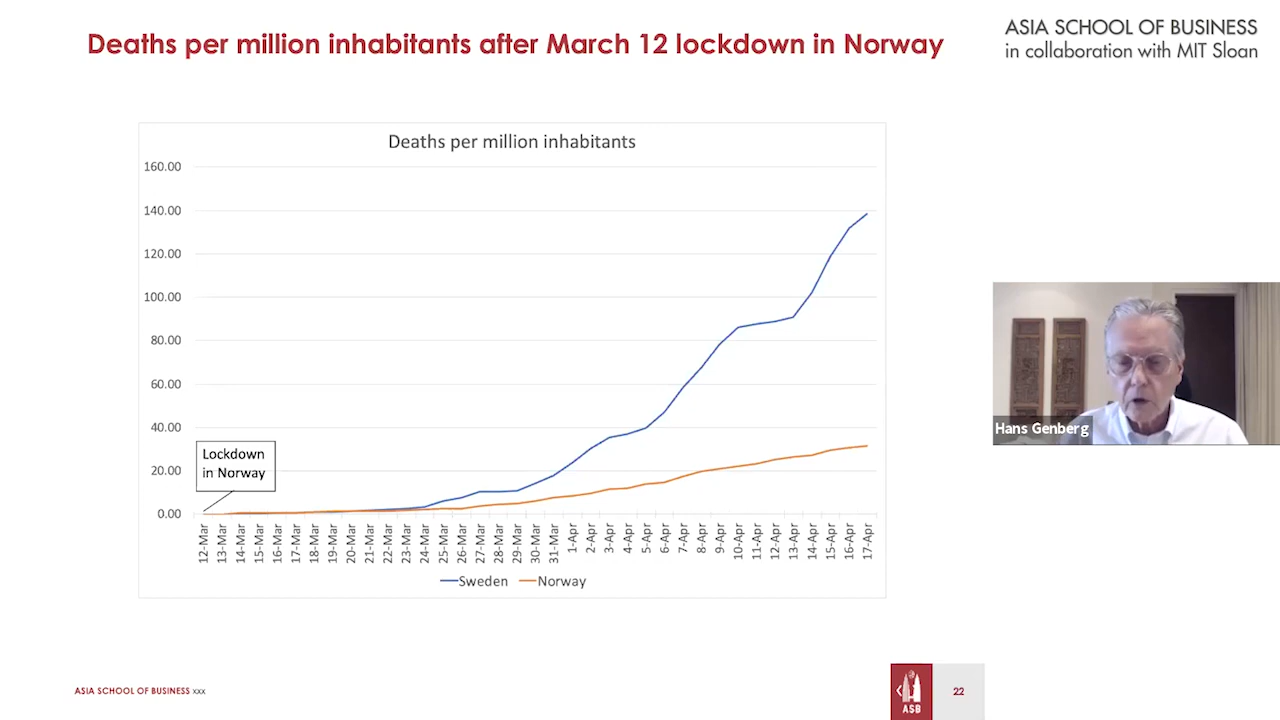 Deaths per million inhabitants after March 12 lockdown in Norway
ASIA SCHOOL OF BUSINESS
in collaboration with MIT Sloan
Deaths per million inhabitants
160.00
140.00
120.00
100.00
80.00
60.00
40.00
20.00
0.00
Lockdown
in Norway
12-Mar
13-Mar
14-Mar
15-Mar
16-Mar
17-Mar
18-Mar
19-Mar
20-Mar
21-Mar
22-Mar
23-Mar
24-Mar
25-Mar
26-Mar
27-Mar
28-Mar
29-Mar
30-Mar
31-Mar
1-Apr
2-Apr
3-Apr
4-Apr
5-Apr
6-Apr
7-Apr
8-Apr
9-Apr
10-Apr
11-Apr
12-Apr
13-Apr
14-Apr
15-Apr
16-Apr
17-Apr
Sweden Norway
Hans Genberg
ASIA SCHOOL OF BUSINESS xxx
ASB
22